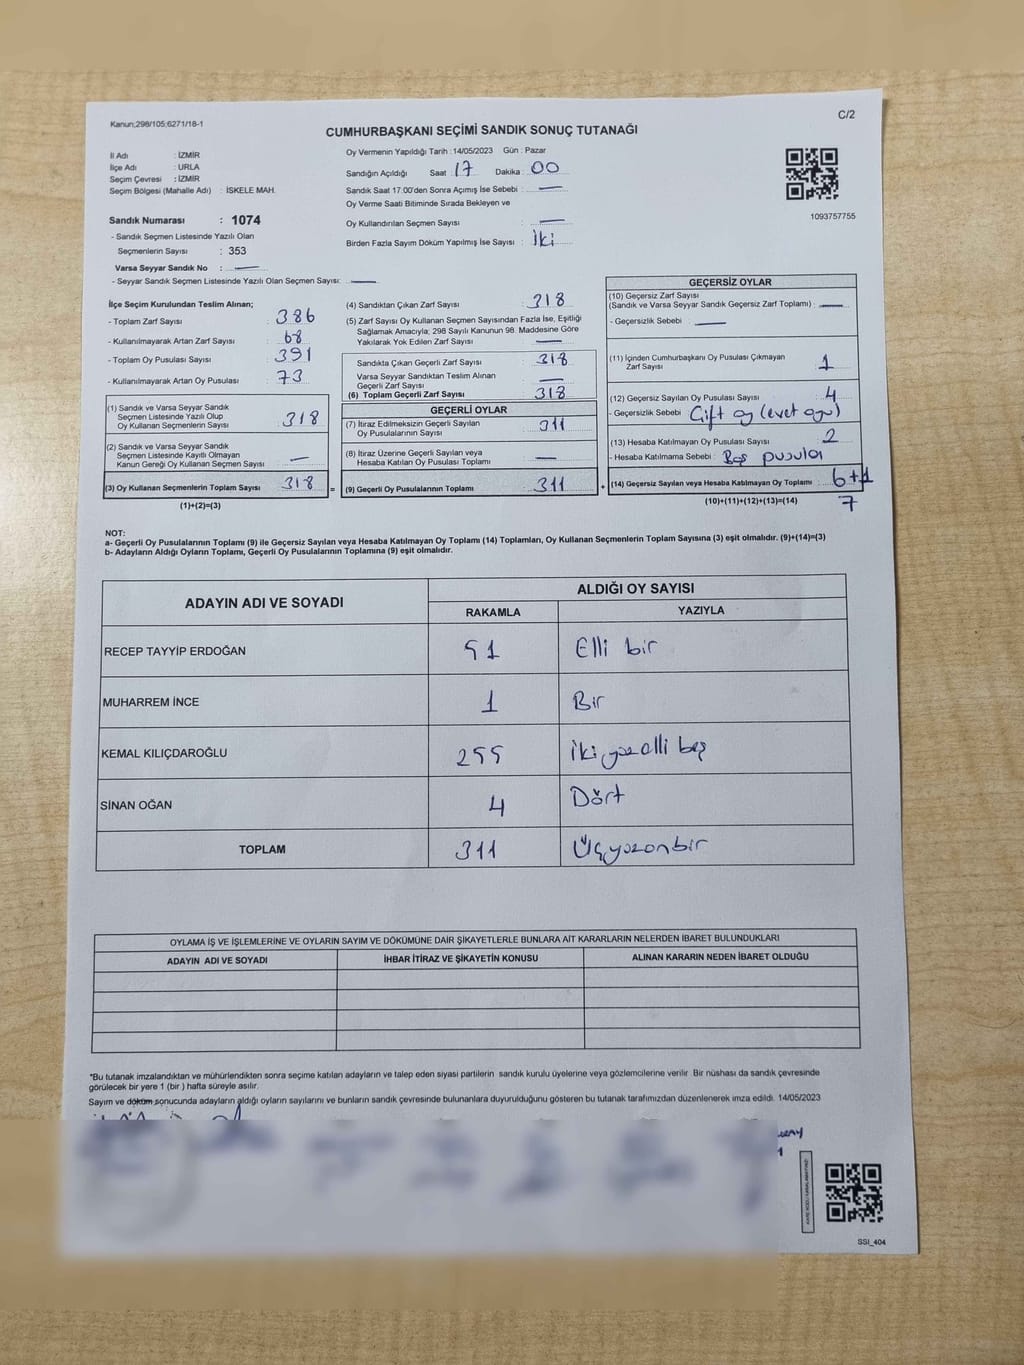 Kanun;298/105;6271/18-1
C/2
CUMHURBAŞKANI SEÇİMİ SANDIK SONUÇ TUTANAĞI
İl Adı : İZMİR
İlçe Adı : URLA
Seçim Çevresi : İZMİR
Seçim Bölgesi (Mahalle Adı) : İSKELE MAH.
Sandık Numarası : 1074
- Sandık Seçmen Listesinde Yazılı Olan
Seçmenlerin Sayısı : 353
Varsa Seyyar Sandık No : —
- Seyyar Sandık Seçmen Listesinde Yazılı Olan Seçmen Sayısı: —
Oy Vermenin Yapıldığı Tarih : 14/05/2023 Gün : Pazar
Sandığın Açıldığı Saat 17 Dakika : 00
Sandık Saat 17:00'den Sonra Açımış İse Sebebi : —
Oy Verme Saati Bitiminde Sırada Bekleyen ve
Oy Kullandırılan Seçmen Sayısı : —
Birden Fazla Sayım Döküm Yapılmış İse Sayısı : İki
1093757755
İlçe Seçim Kurulundan Teslim Alınan;
- Toplam Zarf Sayısı : 386
- Kullanılmayarak Artan Zarf Sayısı : 68
- Toplam Oy Pusulası Sayısı : 391
- Kullanılmayarak Artan Oy Pusulası : 73
(1) Sandık ve Varsa Seyyar Sandık
Seçmen Listesinde Yazılı Olup
Oy Kullanan Seçmenlerin Sayısı : 318
(2) Sandık ve Varsa Seyyar Sandık
Seçmen Listesinde Kayıtlı Olmayan
Kanun Gereği Oy Kullanan Seçmen Sayısı : —
(3) Oy Kullanan Seçmenlerin Toplam Sayısı : 318
(1)+(2)=(3)
(4) Sandıktan Çıkan Zarf Sayısı : 318
(5) Zarf Sayısı Oy Kullanan Seçmen Sayısından Fazla İse, Eşitliği
Sağlamak Amacıyla; 298 Sayılı Kanunun 98. Maddesine Göre
Yakılarak Yok Edilen Zarf Sayısı : —
Sandıkta Çıkan Geçerli Zarf Sayısı : 318
Varsa Seyyar Sandıktan Teslim Alınan
Geçerli Zarf Sayısı : —
(6) Toplam Geçerli Zarf Sayısı : 318
GEÇERLİ OYLAR
(7) İtiraz Edilmeksizin Geçerli Sayılan
Oy Pusulalarının Sayısı : 311
(8) İtiraz Üzerine Geçerli Sayılan veya
Hesaba Katılan Oy Pusulası Toplamı : —
= (9) Geçerli Oy Pusulalarının Toplamı : 311
GEÇERSİZ OYLAR
(10) Geçersiz Zarf Sayısı
(Sandık ve Varsa Seyyar Sandık Geçersiz Zarf Toplamı) : —
- Geçersizlik Sebebi : —
(11) İçinden Cumhurbaşkanı Oy Pusulası Çıkmayan
Zarf Sayısı : 1
(12) Geçersiz Sayılan Oy Pusulası Sayısı : 4
- Geçersizlik Sebebi : Çift oy (evet oyu)
(13) Hesaba Katılmayan Oy Pusulası Sayısı : 2
- Hesaba Katılmama Sebebi : Boş pusula
+ (14) Geçersiz Sayılan veya Hesaba Katılmayan Oy Toplamı : 6+1
(10)+(11)+(12)+(13)=(14) 7
NOT:
a- Geçerli Oy Pusulasının Toplamı (9) ile Geçersiz Sayılan veya Hesaba Katılmayan Oy Toplamı (14) Toplamları, Oy Kullanan Seçmenlerin Toplam Sayısına (3) eşit olmalıdır. (9)+(14)=(3)
b- Adayların Aldığı Oyların Toplamı, Geçerli Oy Pusulalarının Toplamına (9) eşit olmalıdır.
ADAYIN ADI VE SOYADI
ALDIĞI OY SAYISI
RAKAMLA YAZIYLA
RECEP TAYYİP ERDOĞAN 51 Elli bir
MUHARREM İNCE 1 Bir
KEMAL KILIÇDAROĞLU 255 İki yüz elli beş
SİNAN OĞAN 4 Dört
TOPLAM 311 Üçyüzonbir
OYLAMA İŞ VE İŞLEMLERİNE VE OYLARIN SAYIM VE DÖKÜMÜNE DAİR ŞİKAYETLERLE BUNLARA AİT KARARLARIN NELERDEN İBARET BULUNDUKLARI
ADAYIN ADI VE SOYADI İHBAR İTİRAZ VE ŞİKAYETİN KONUSU ALINAN KARARIN NEDEN İBARET OLDUĞU
*Bu tutanak imzalandıktan ve mühürlendikten sonra seçime katılan adayların ve talep eden siyasi partilerin sandık kurulu üyelerine veya gözlemcilerine verilir. Bir nüshası da sandık çevresinde
görülecek bir yere 1 (bir ) hafta süreyle asılır.
Sayım ve döküm sonucunda adayların aldığı oyların sayılarını ve bunların sandık çevresinde bulunanlara duyurulduğunu gösteren bu tutanak tarafımızdan düzenlenerek imza edildi. 14/05/2023
SSI_404